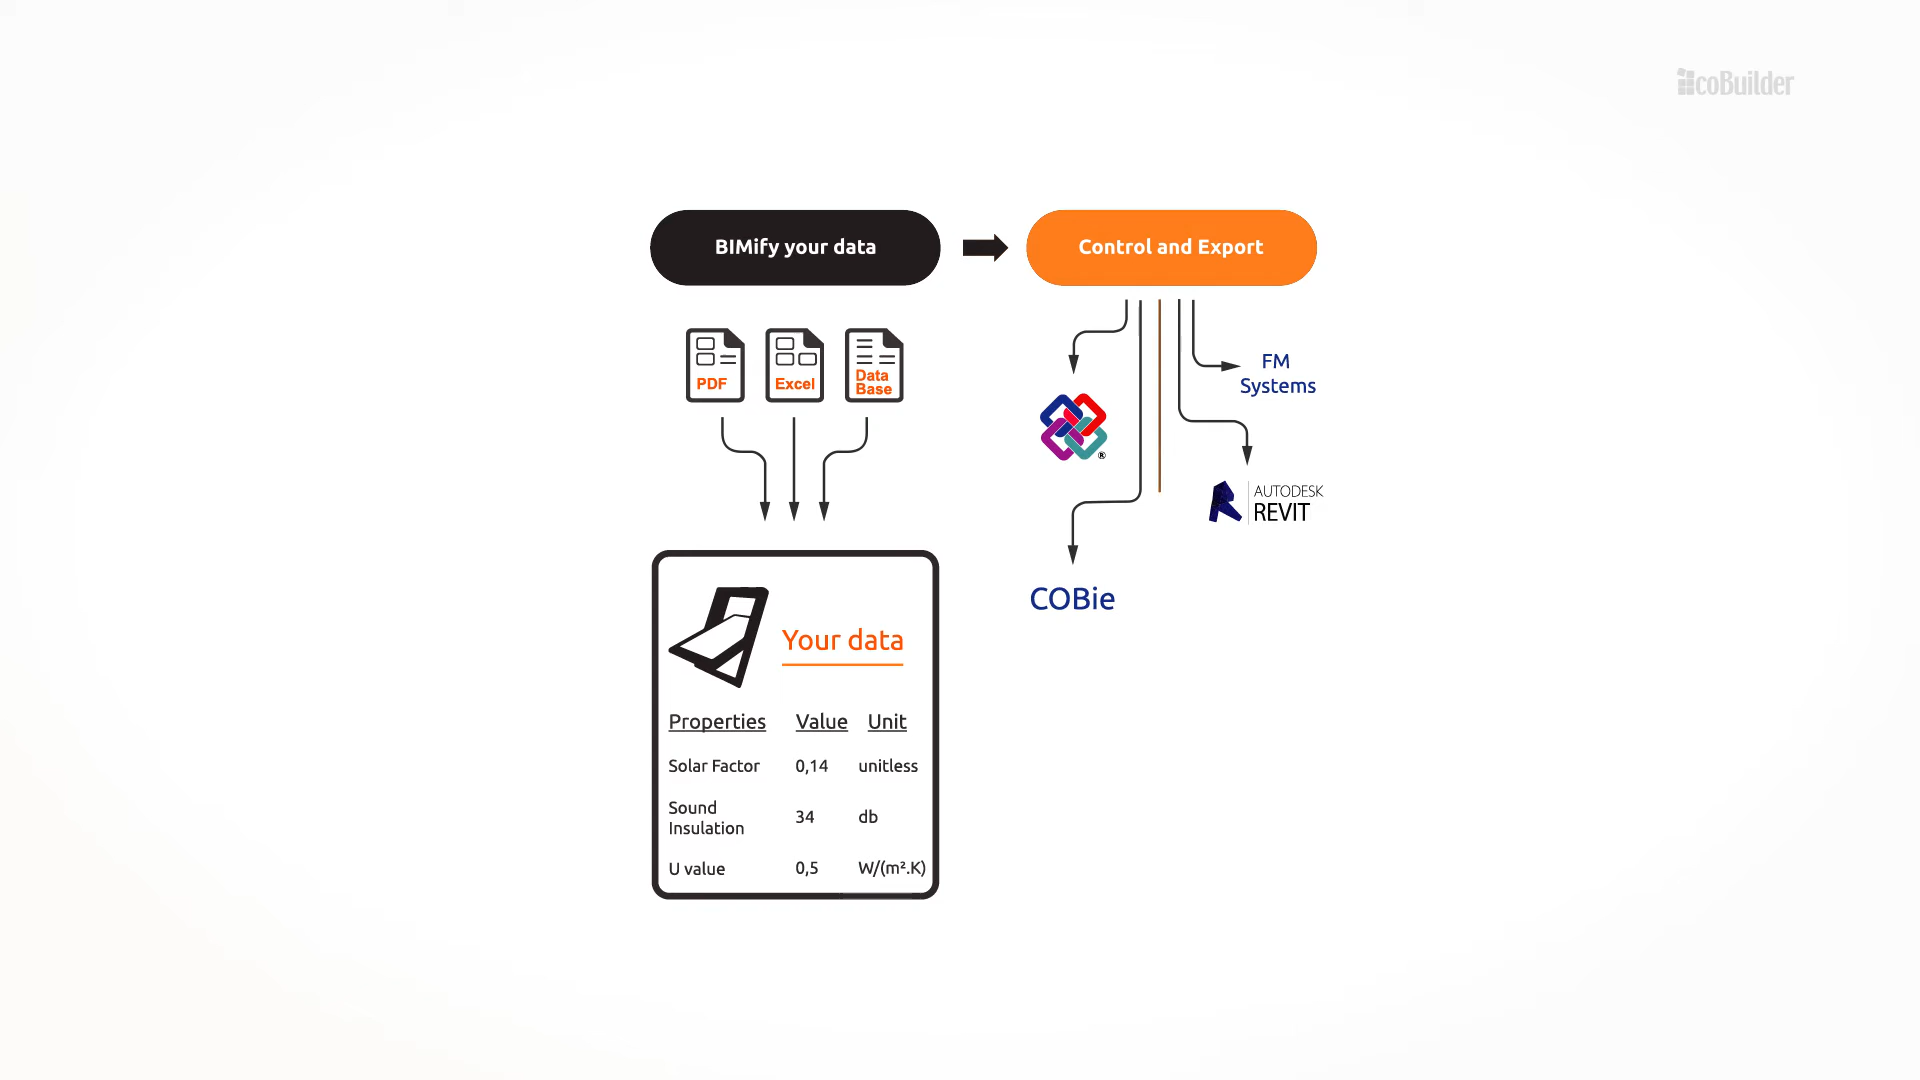 coBuilder
BIMify your data
Control and Export
PDF
Excel
Data
Base
FM
Systems
®
AUTODESK
REVIT
COBie
Your data
Properties Value Unit
Solar Factor 0,14 unitless
Sound
Insulation 34 db
U value 0,5 W/(m².K)